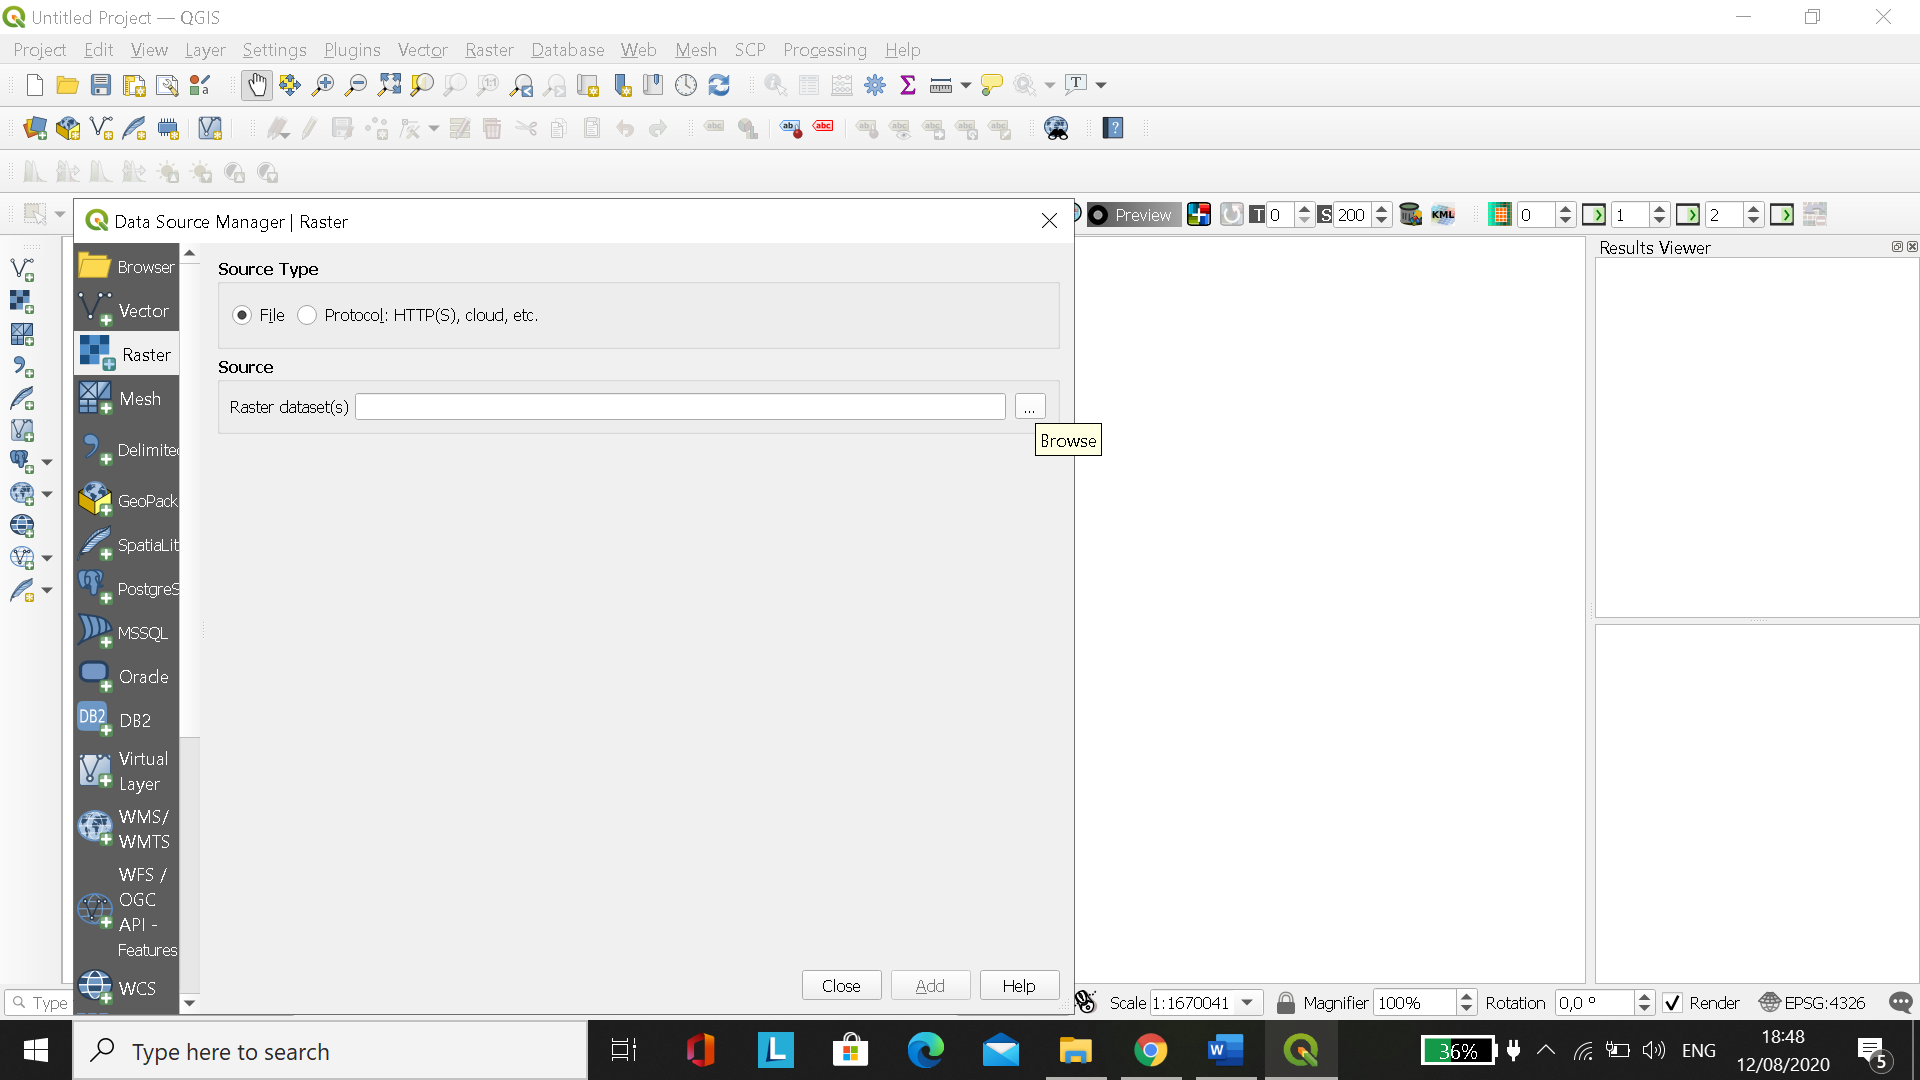 Untitled Project — QGIS
Project Edit View Layer Settings Plugins Vector Raster Database Web Mesh SCP Processing Help
Data Source Manager | Raster
Preview T 0 S 200 KML 0 1 2
Browser
Vector
Raster
Mesh
Delimited
GeoPack
SpatiaLit
PostgreS
MSSQL
Oracle
DB2 DB2
Virtual
Layer
WMS/
WMTS
WFS /
OGC
API -
Features
WCS
Source Type
File Protocol: HTTP(S), cloud, etc.
Source
Raster dataset(s) ...
Browse
Close Add Help
Results Viewer
Type
Scale 1:1670041 Magnifier 100% Rotation 0,0 ° Render EPSG:4326
Type here to search
36% ENG
18:48
12/08/2020
5